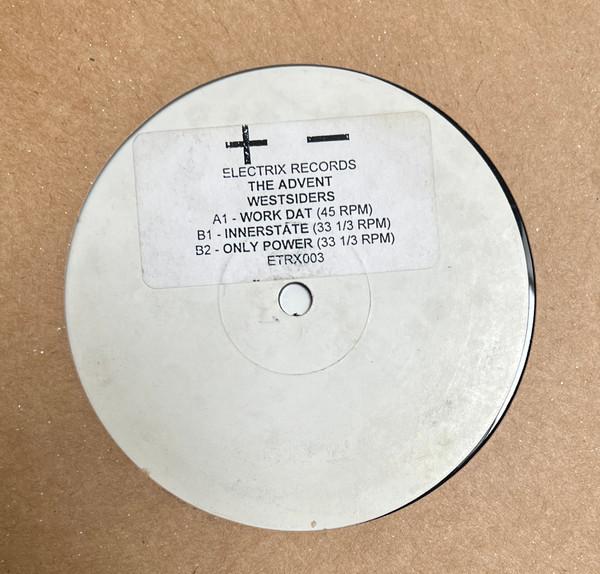 + −
ELECTRIX RECORDS
THE ADVENT
WESTSIDERS
A1 - WORK DAT (45 RPM)
B1 - INNERSTATE (33 1/3 RPM)
B2 - ONLY POWER (33 1/3 RPM)
ETRX003